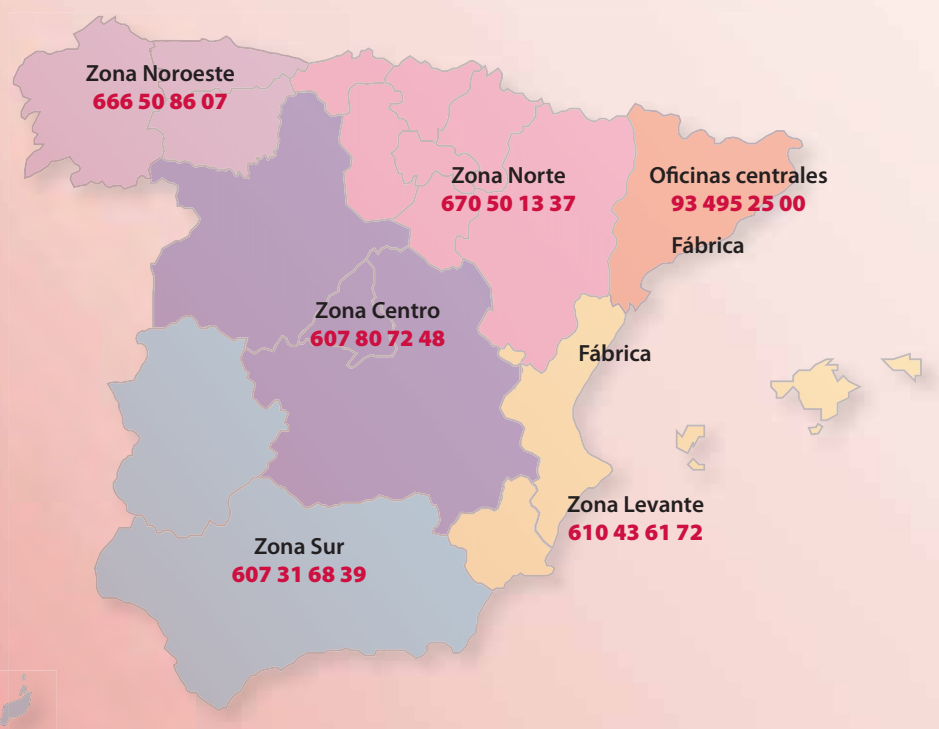 Zona Noroeste
666 50 86 07
Zona Norte
670 50 13 37
Oficinas centrales
93 495 25 00
Fábrica
Zona Centro
607 80 72 48
Fábrica
Zona Levante
610 43 61 72
Zona Sur
607 31 68 39